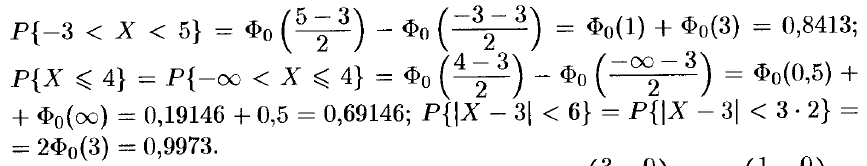 P{−3 < X < 5} = Φ₀((5 − 3)/2) − Φ₀((−3 − 3)/2) = Φ₀(1) + Φ₀(3) = 0,8413;
P{X ⩽ 4} = P{−∞ < X ⩽ 4} = Φ₀((4 − 3)/2) − Φ₀((−∞ − 3)/2) = Φ₀(0,5) +
+ Φ₀(∞) = 0,19146 + 0,5 = 0,69146; P{|X − 3| < 6} = P{|X − 3| < 3 · 2} =
= 2Φ₀(3) = 0,9973.